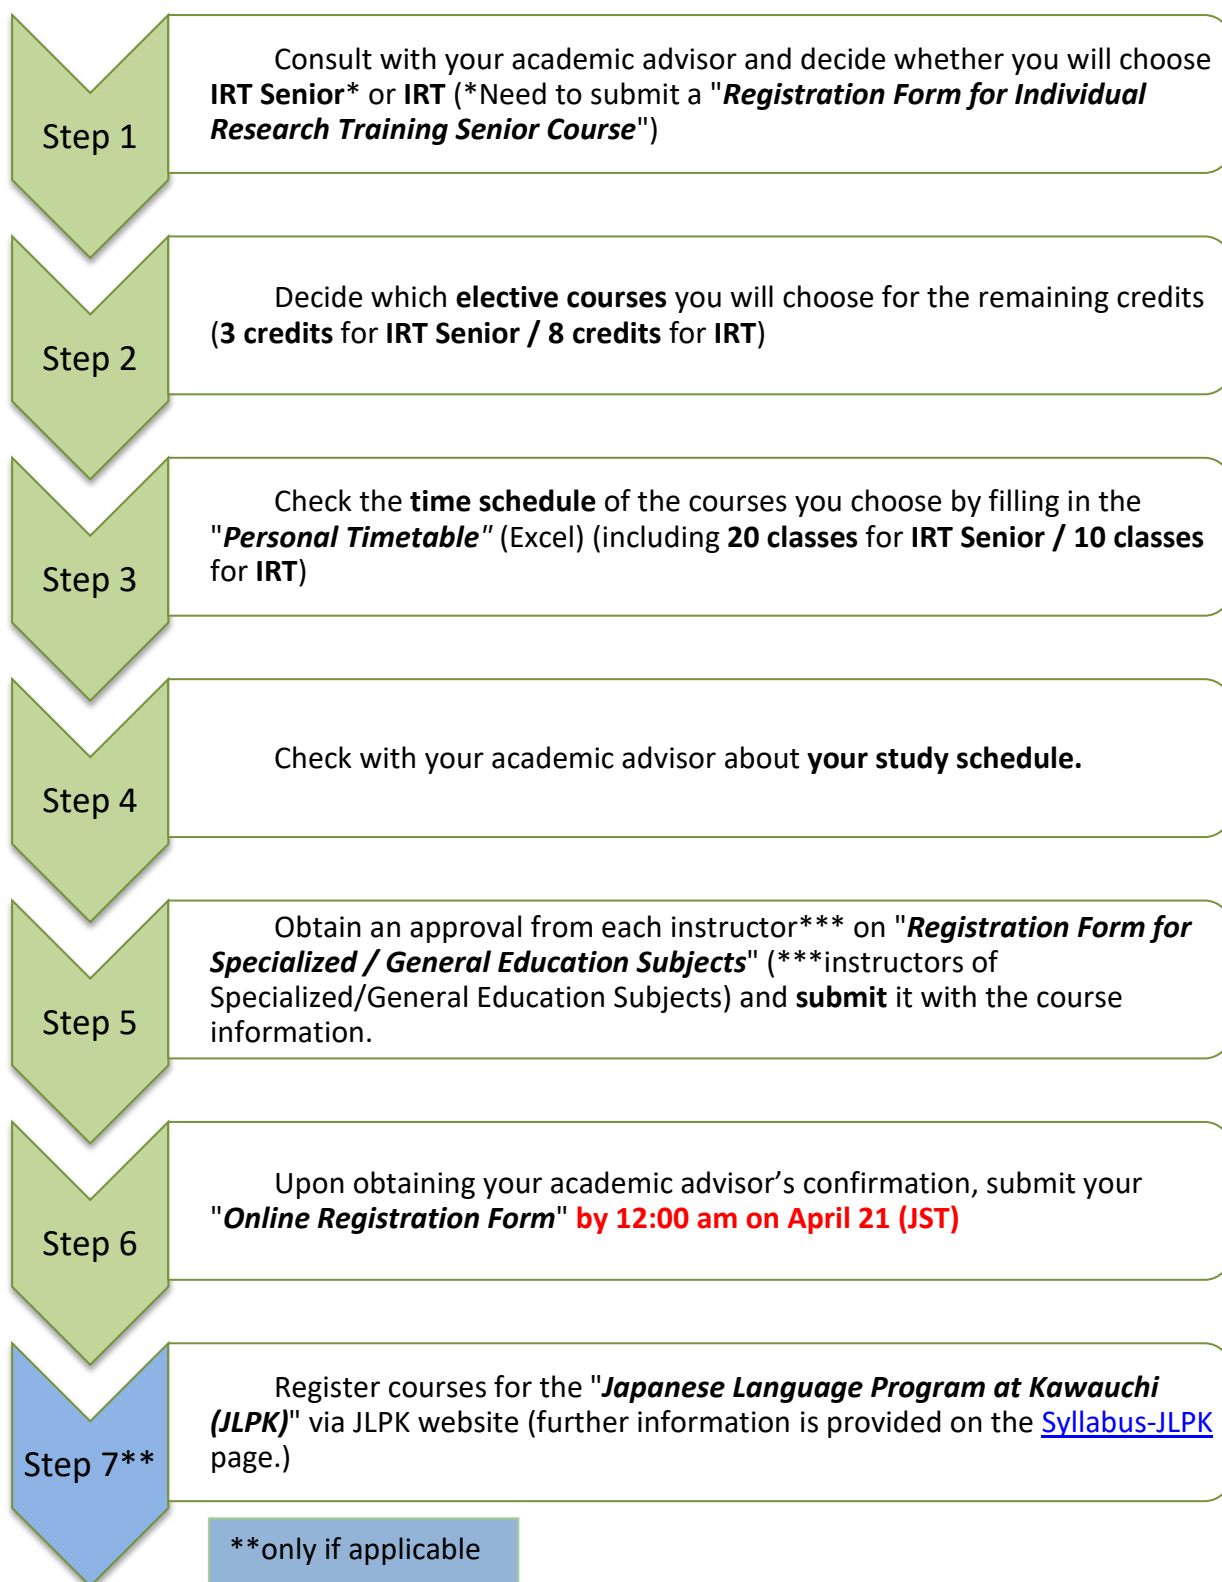 Step 1
Consult with your academic advisor and decide whether you will choose
IRT Senior* or IRT (*Need to submit a "Registration Form for Individual
Research Training Senior Course")
Step 2
Decide which elective courses you will choose for the remaining credits
(3 credits for IRT Senior / 8 credits for IRT)
Step 3
Check the time schedule of the courses you choose by filling in the
"Personal Timetable" (Excel) (including 20 classes for IRT Senior / 10 classes
for IRT)
Step 4
Check with your academic advisor about your study schedule.
Step 5
Obtain an approval from each instructor*** on "Registration Form for
Specialized / General Education Subjects" (***instructors of
Specialized/General Education Subjects) and submit it with the course
information.
Step 6
Upon obtaining your academic advisor’s confirmation, submit your
"Online Registration Form" by 12:00 am on April 21 (JST)
Step 7**
Register courses for the "Japanese Language Program at Kawauchi
(JLPK)" via JLPK website (further information is provided on the Syllabus-JLPK
page.)
**only if applicable